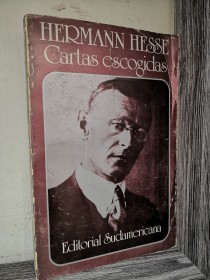 HERMANN HESSE
Cartas escogidas
Editorial Sudamericana